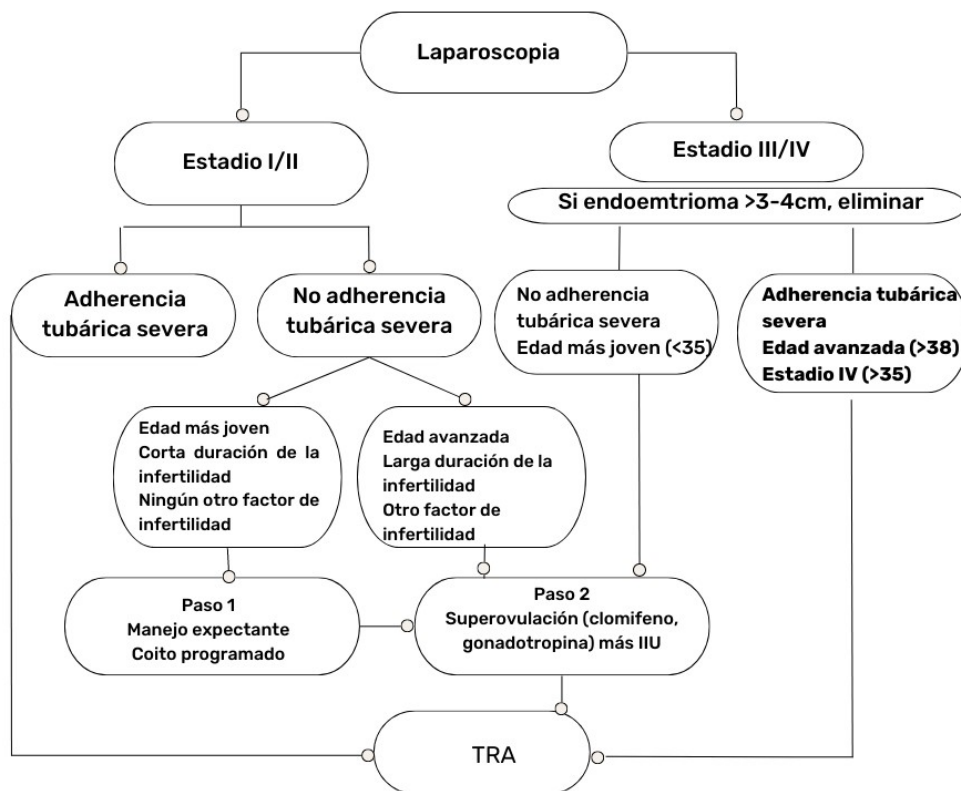 Laparoscopia
Estadio I/II
Estadio III/IV
Si endoemtrioma >3-4cm, eliminar
Adherencia
tubárica severa
No adherencia
tubárica severa
No adherencia
tubárica severa
Edad más joven (<35)
Adherencia tubárica
severa
Edad avanzada (>38)
Estadio IV (>35)
Edad más joven
Corta duración de la
infertilidad
Ningún otro factor de
infertilidad
Edad avanzada
Larga duración de la
infertilidad
Otro factor de
infertilidad
Paso 1
Manejo expectante
Coito programado
Paso 2
Superovulación (clomifeno,
gonadotropina) más IIU
TRA